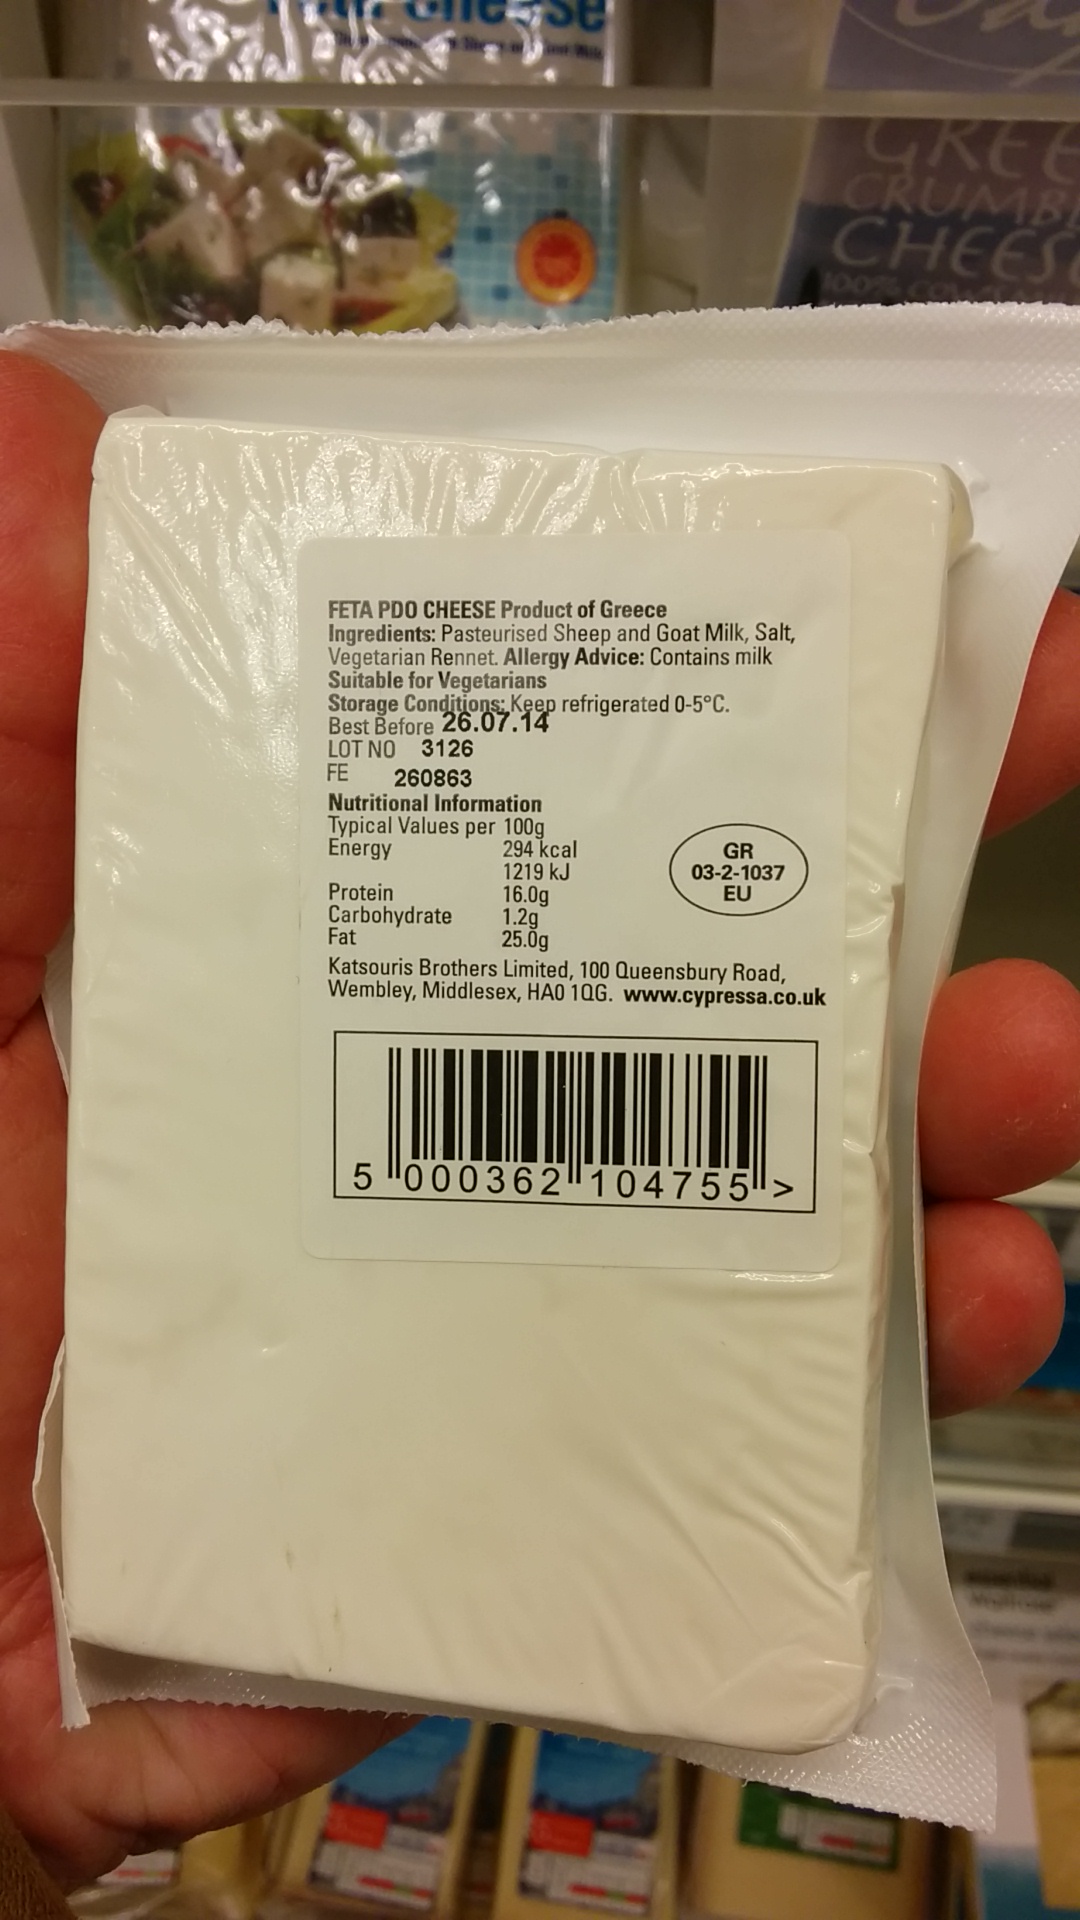 Cheese
GREE
CRUMB
CHEES
100%
FETA PDO CHEESE Product of Greece
Ingredients: Pasteurised Sheep and Goat Milk, Salt,
Vegetarian Rennet. Allergy Advice: Contains milk
Suitable for Vegetarians
Storage Conditions: Keep refrigerated 0-5°C.
Best Before 26.07.14
LOT NO 3126
FE 260863
Nutritional Information
Typical Values per 100g
Energy 294 kcal
1219 kJ
Protein 16.0g
Carbohydrate 1.2g
Fat 25.0g
GR
03-2-1037
EU
Katsouris Brothers Limited, 100 Queensbury Road,
Wembley, Middlesex, HA0 1QG. www.cypressa.co.uk
5 000362 104755 >